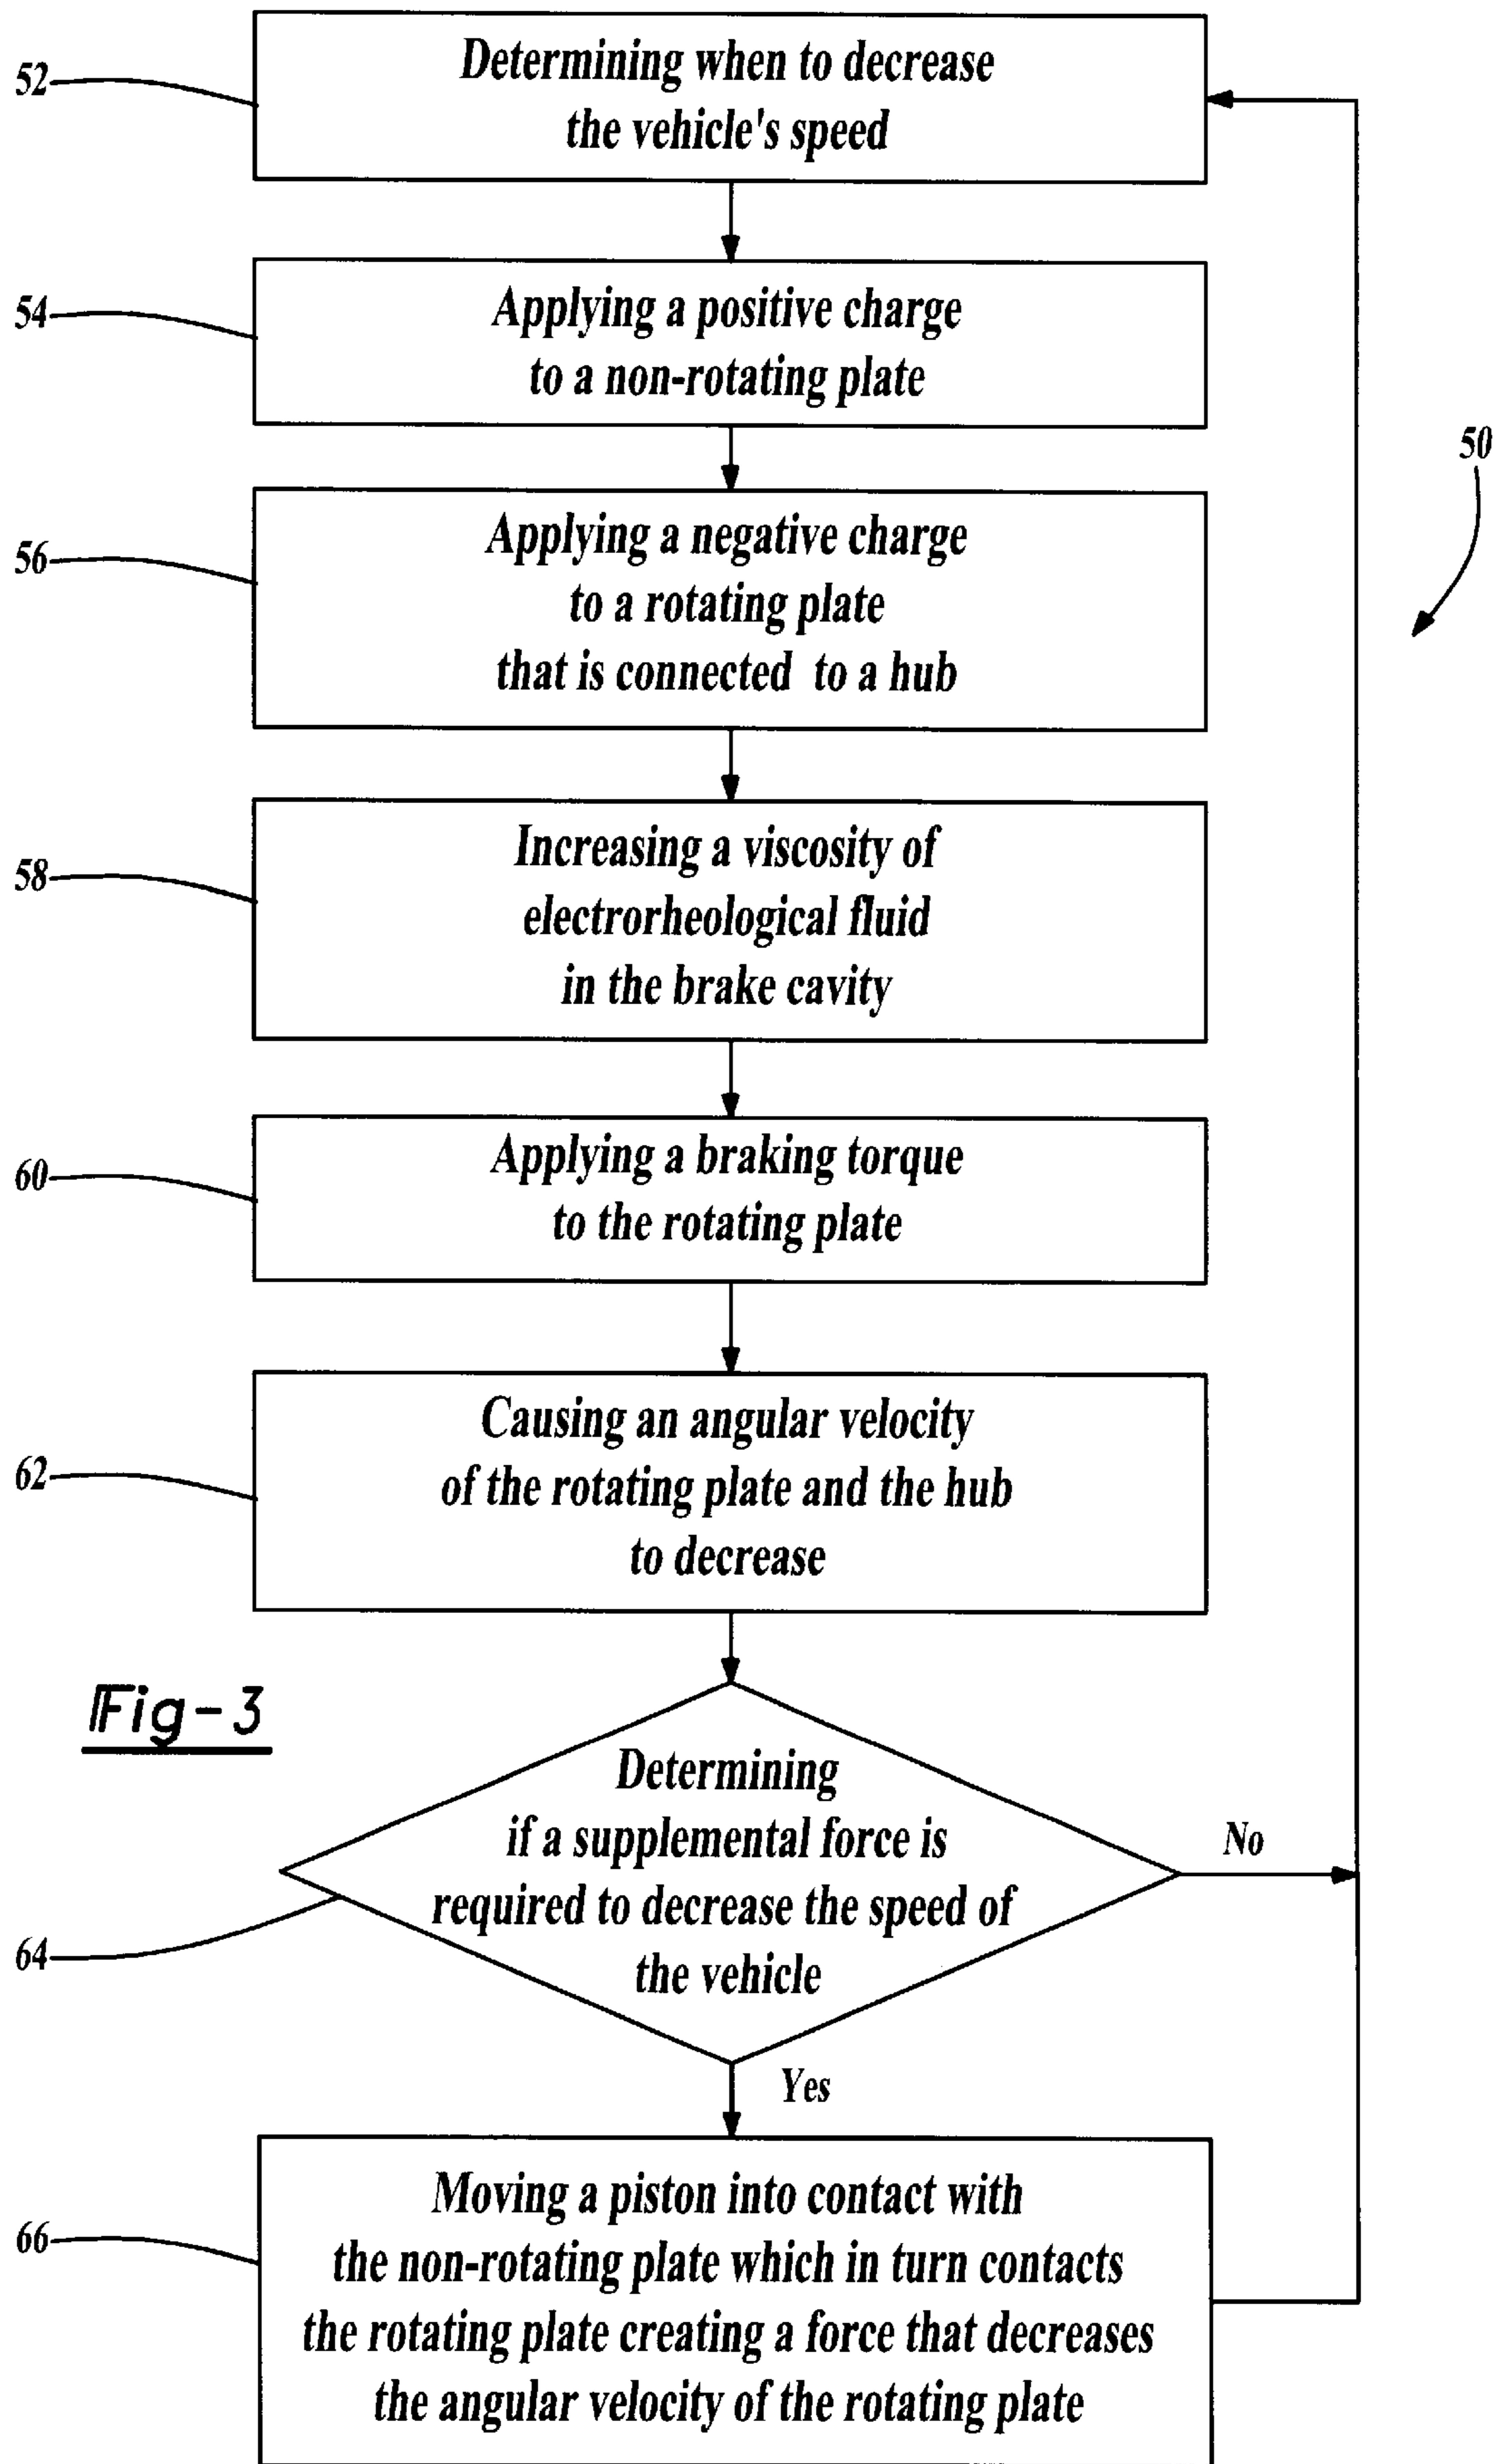 52
Determining when to decrease
the vehicle's speed
54
Applying a positive charge
to a non-rotating plate
50
56
Applying a negative charge
to a rotating plate
that is connected to a hub
58
Increasing a viscosity of
electrorheological fluid
in the brake cavity
60
Applying a braking torque
to the rotating plate
62
Causing an angular velocity
of the rotating plate and the hub
to decrease
Fig-3
64
Determining
if a supplemental force is
required to decrease the speed of
the vehicle
No
Yes
66
Moving a piston into contact with
the non-rotating plate which in turn contacts
the rotating plate creating a force that decreases
the angular velocity of the rotating plate